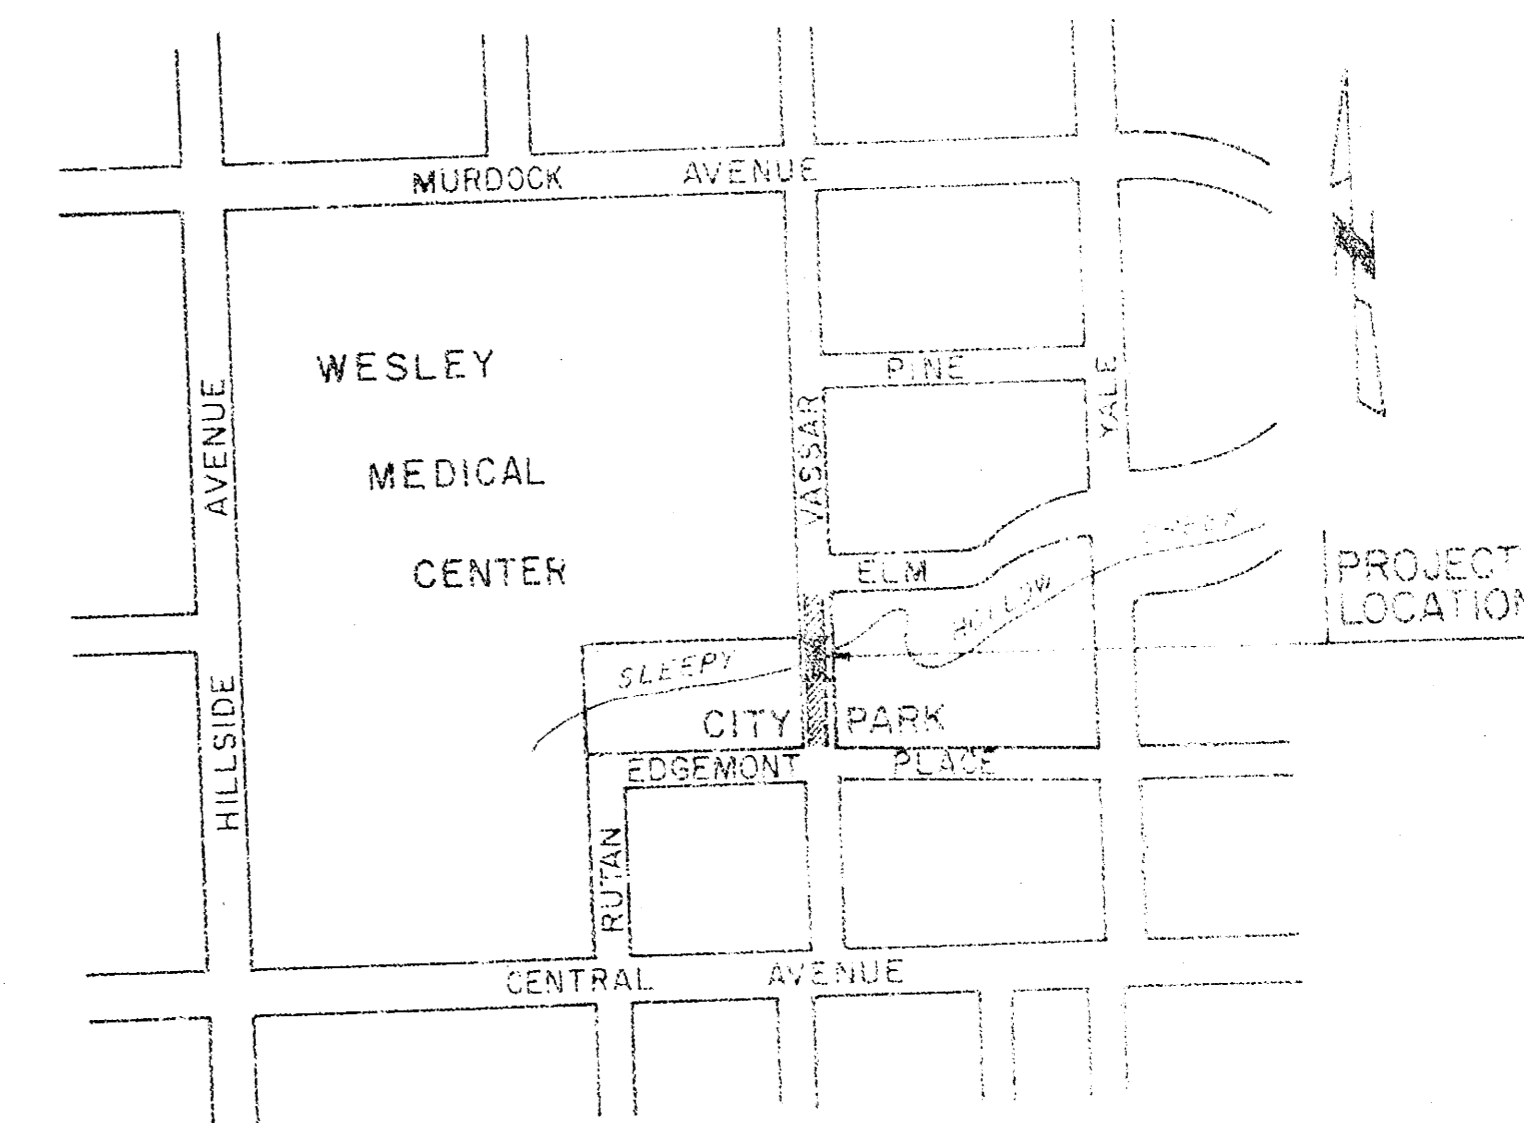 MURDOCK AVENUE
WESLEY
MEDICAL
CENTER
HILLSIDE AVENUE
VASSAR
PINE
YALE
ELM
SLEEPY HOLLOW CREEK
PROJECT
LOCATION
CITY PARK
EDGEMONT PLACE
RUTAN
CENTRAL AVENUE
N